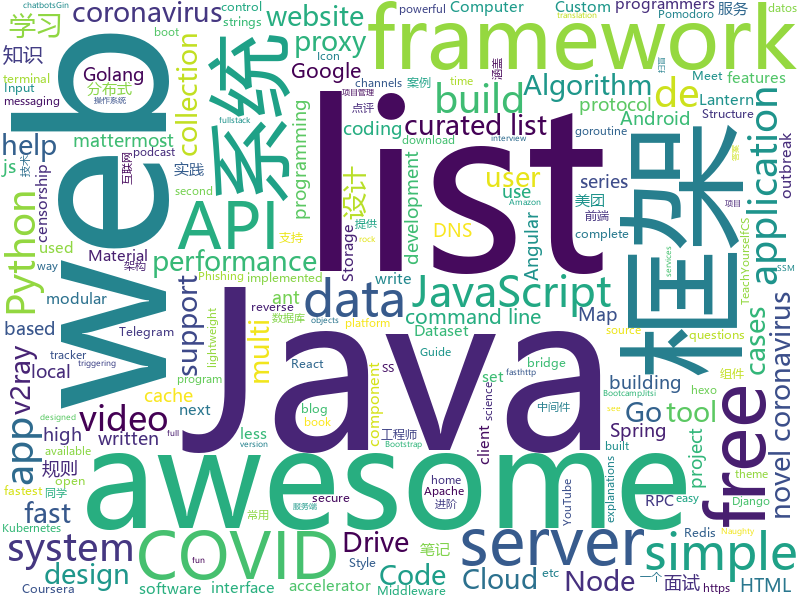 coronavirus
website
framework
chatbotsGin
control
strings
powerful
Computer
boot
Icon
Custom
translation
programmers
Pomodoro
服务
datos
学习
知识
terminal
Input
messaging
Golang
分布式
操作系统
proxy
Google
channels
案例
time
Algorithm
de
Meet
features
涵盖
Lantern
protocol
Android
Structure
系统
collection
build
项目管理
点评
curated list
fullstack
interview
goroutine
help
mattermost
js
技术
互联网
podcast
实践
coding
download
application
outbreak
censorship
second
API
设计
programming
user
use
series
美团
前端
答案
项目
Python
used
Material
架构
支持
提供
rock
performance
Storage
development
write
DNS
Angular
complete
cases
TeachYourselfCS
services
SSM
web
list
Java
框架
modular
Phishing
implemented
way
Amazon
data
JavaScript
based
v2ray
Telegram
support
lightweight
reverse
数据库
objects
platform
ant
multi
command line
Map
source
questions
local
tracker
triggering
React
Dataset
Guide
bridge
fasthttp
free
novel coronavirus
app
video
program
cache
ss
set
building
组件
science
component
next
blog
book
client
Go
tool
hexo
BootcampJitsi
high
written
less
中间件
Spring
awesome
theme
available
工程师
version
Bootstrap
see
project
规则
fast
designed
built
RPC
easy
fastest
同学
open
常用
secure
home
Apache
进阶
YouTube
explanations
Django
Naughty
Kubernetes
服务端
server
Redis
system
COVID
Drive
笔记
Cloud
etc
Node
面试
一个
simple
design
Code
Style
Coursera
software
interface
full
fun
accelerator
Middleware
https
HTML